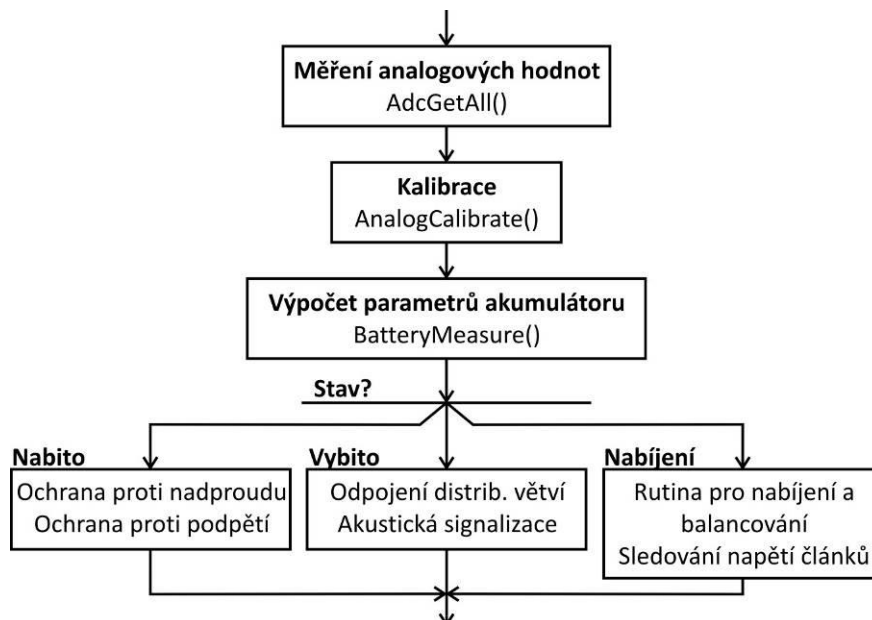 Měření analogových hodnot
AdcGetAll()
Kalibrace
AnalogCalibrate()
Výpočet parametrů akumulátoru
BatteryMeasure()
Stav?
Nabito
Ochrana proti nadproudu
Ochrana proti podpětí
Vybito
Odpojení distrib. větví
Akustická signalizace
Nabíjení
Rutina pro nabíjení a
balancování
Sledování napětí článků